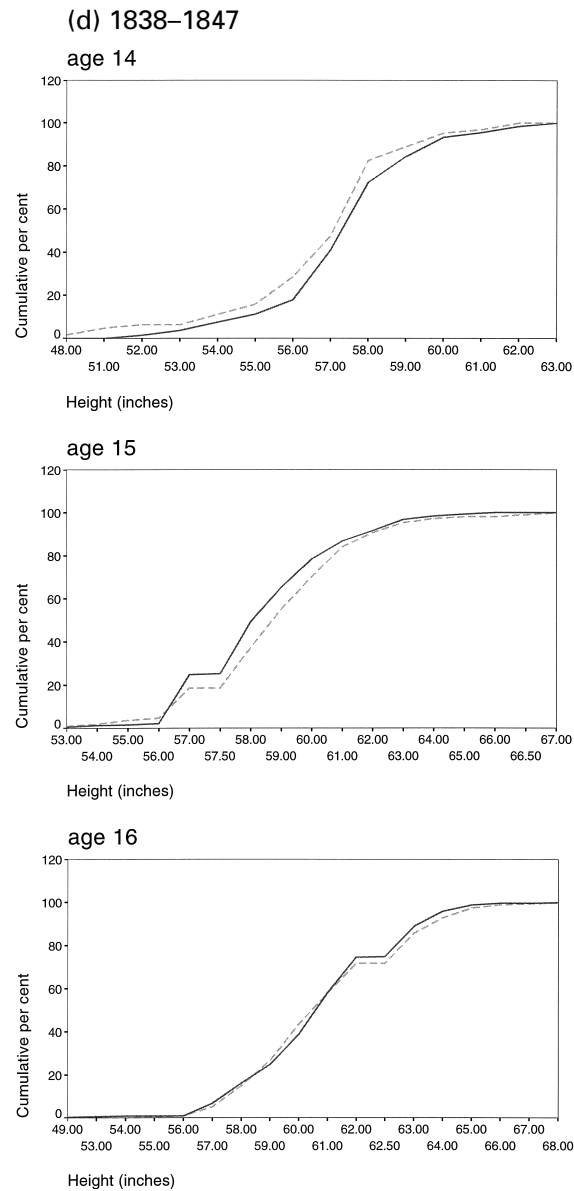 (d) 1838–1847
age 14
120
100
80
60
40
20
0
Cumulative per cent
48.00 52.00 54.00 56.00 58.00 60.00 62.00
51.00 53.00 55.00 57.00 59.00 61.00 63.00
Height (inches)
age 15
120
100
80
60
40
20
0
Cumulative per cent
53.00 55.00 57.00 58.00 60.00 62.00 64.00 66.00 67.00
54.00 56.00 57.50 59.00 61.00 63.00 65.00 66.50
Height (inches)
age 16
120
100
80
60
40
20
0
Cumulative per cent
49.00 54.00 56.00 58.00 60.00 62.00 63.00 65.00 67.00
53.00 55.00 57.00 59.00 61.00 62.50 64.00 66.00 68.00
Height (inches)